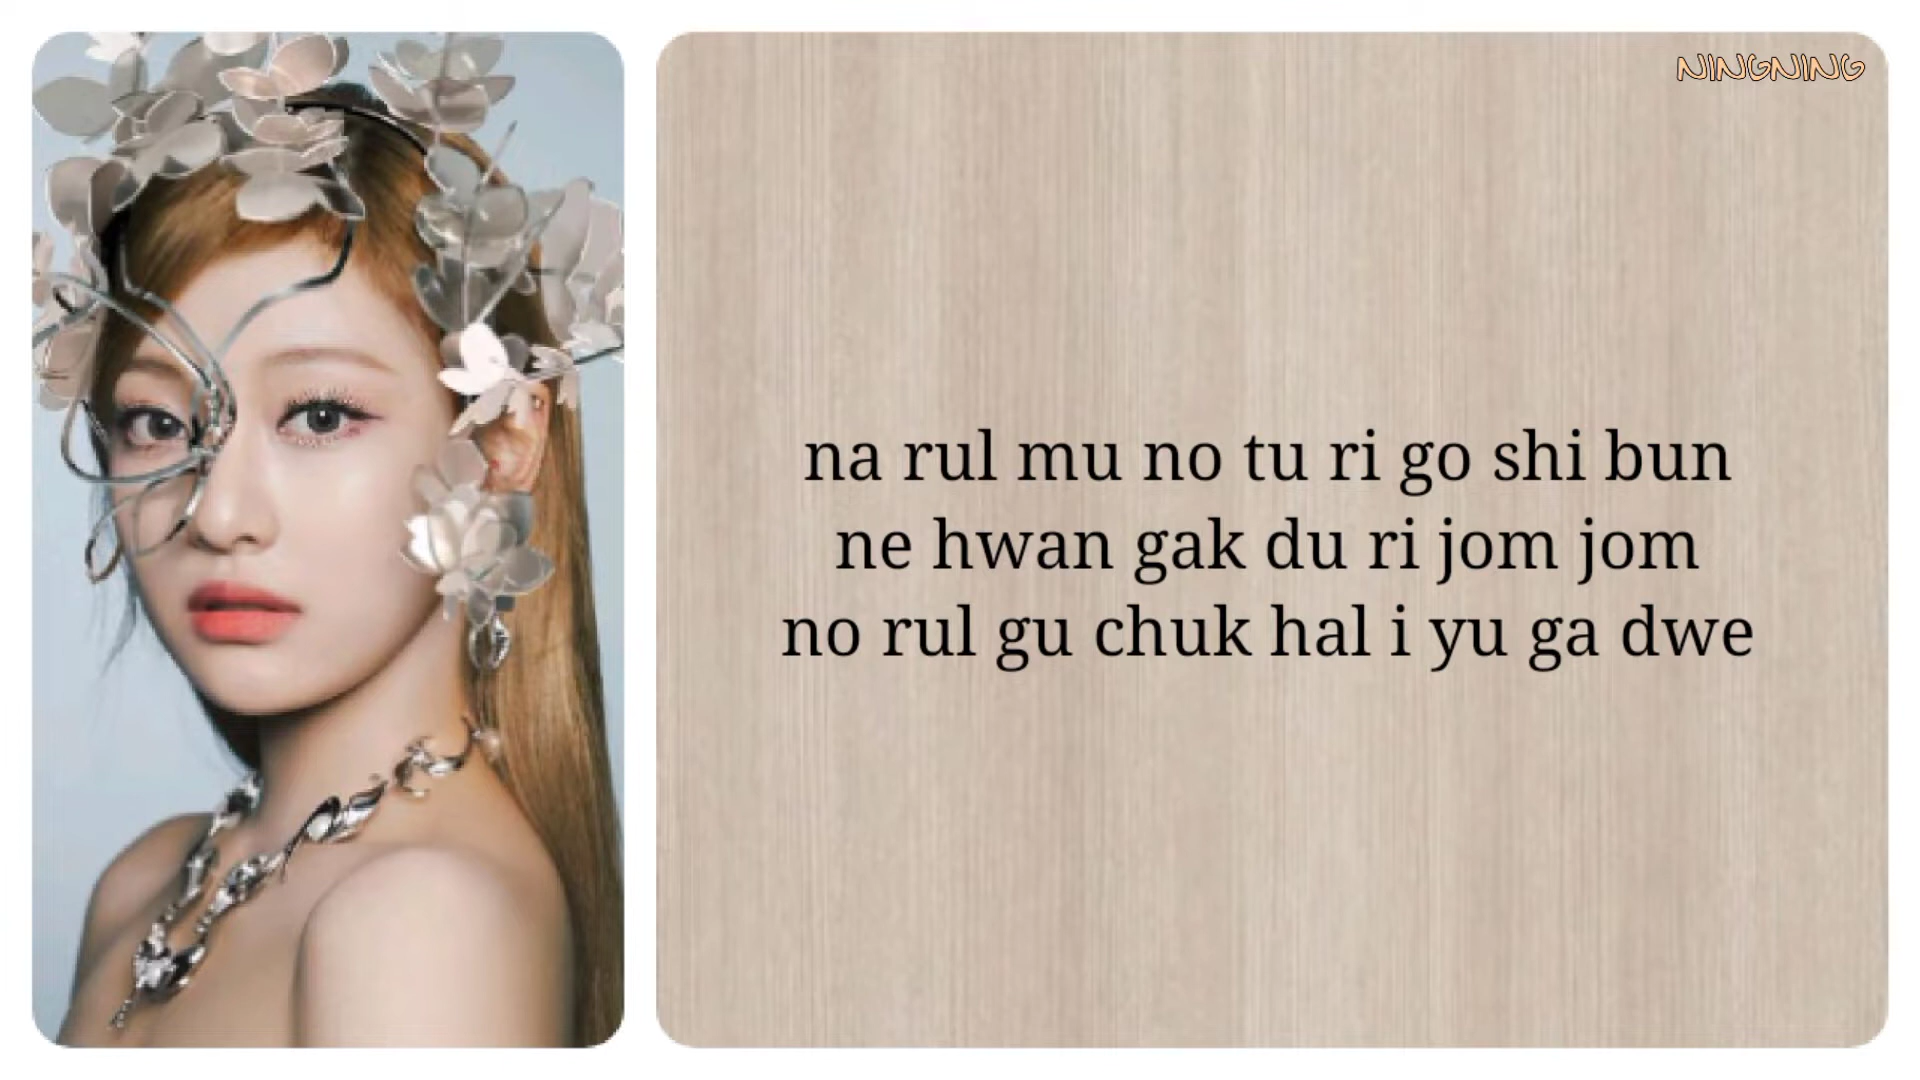 NINGNING
na rul mu no tu ri go shi bun
ne hwan gak du ri jom jom
no rul gu chuk hal i yu ga dwe